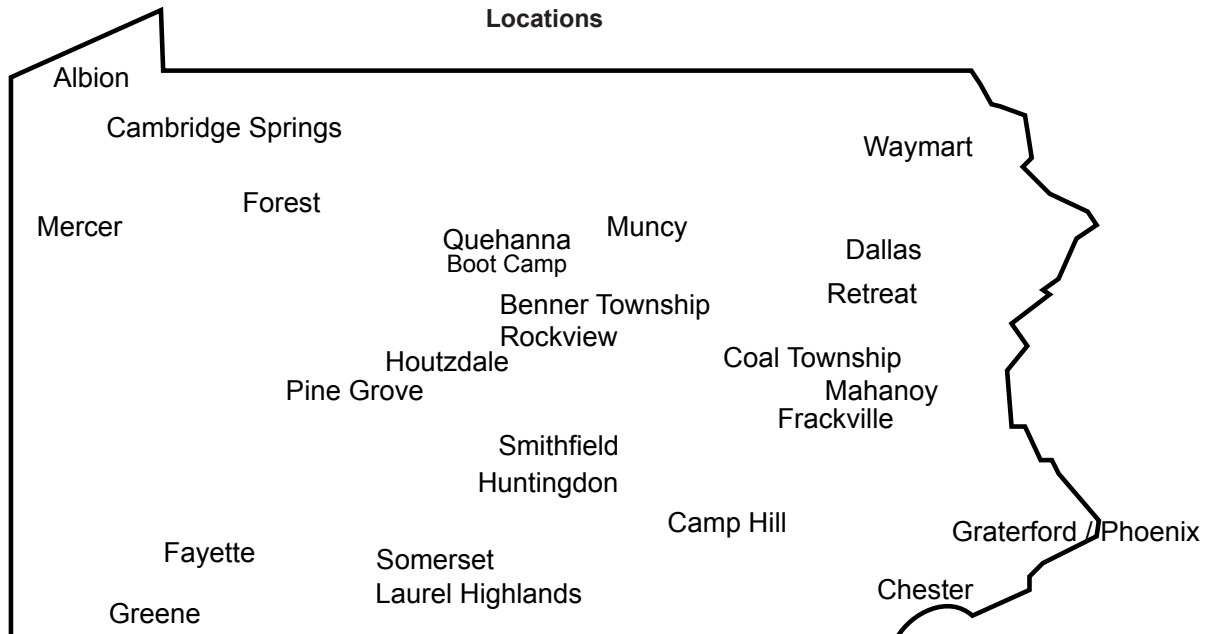 Locations
Albion
Cambridge Springs
Waymart
Forest
Mercer
Muncy
Quehanna
Boot Camp
Dallas
Retreat
Benner Township
Rockview
Coal Township
Houtzdale
Pine Grove
Mahanoy
Frackville
Smithfield
Huntingdon
Camp Hill
Graterford / Phoenix
Fayette
Somerset
Laurel Highlands
Chester
Greene